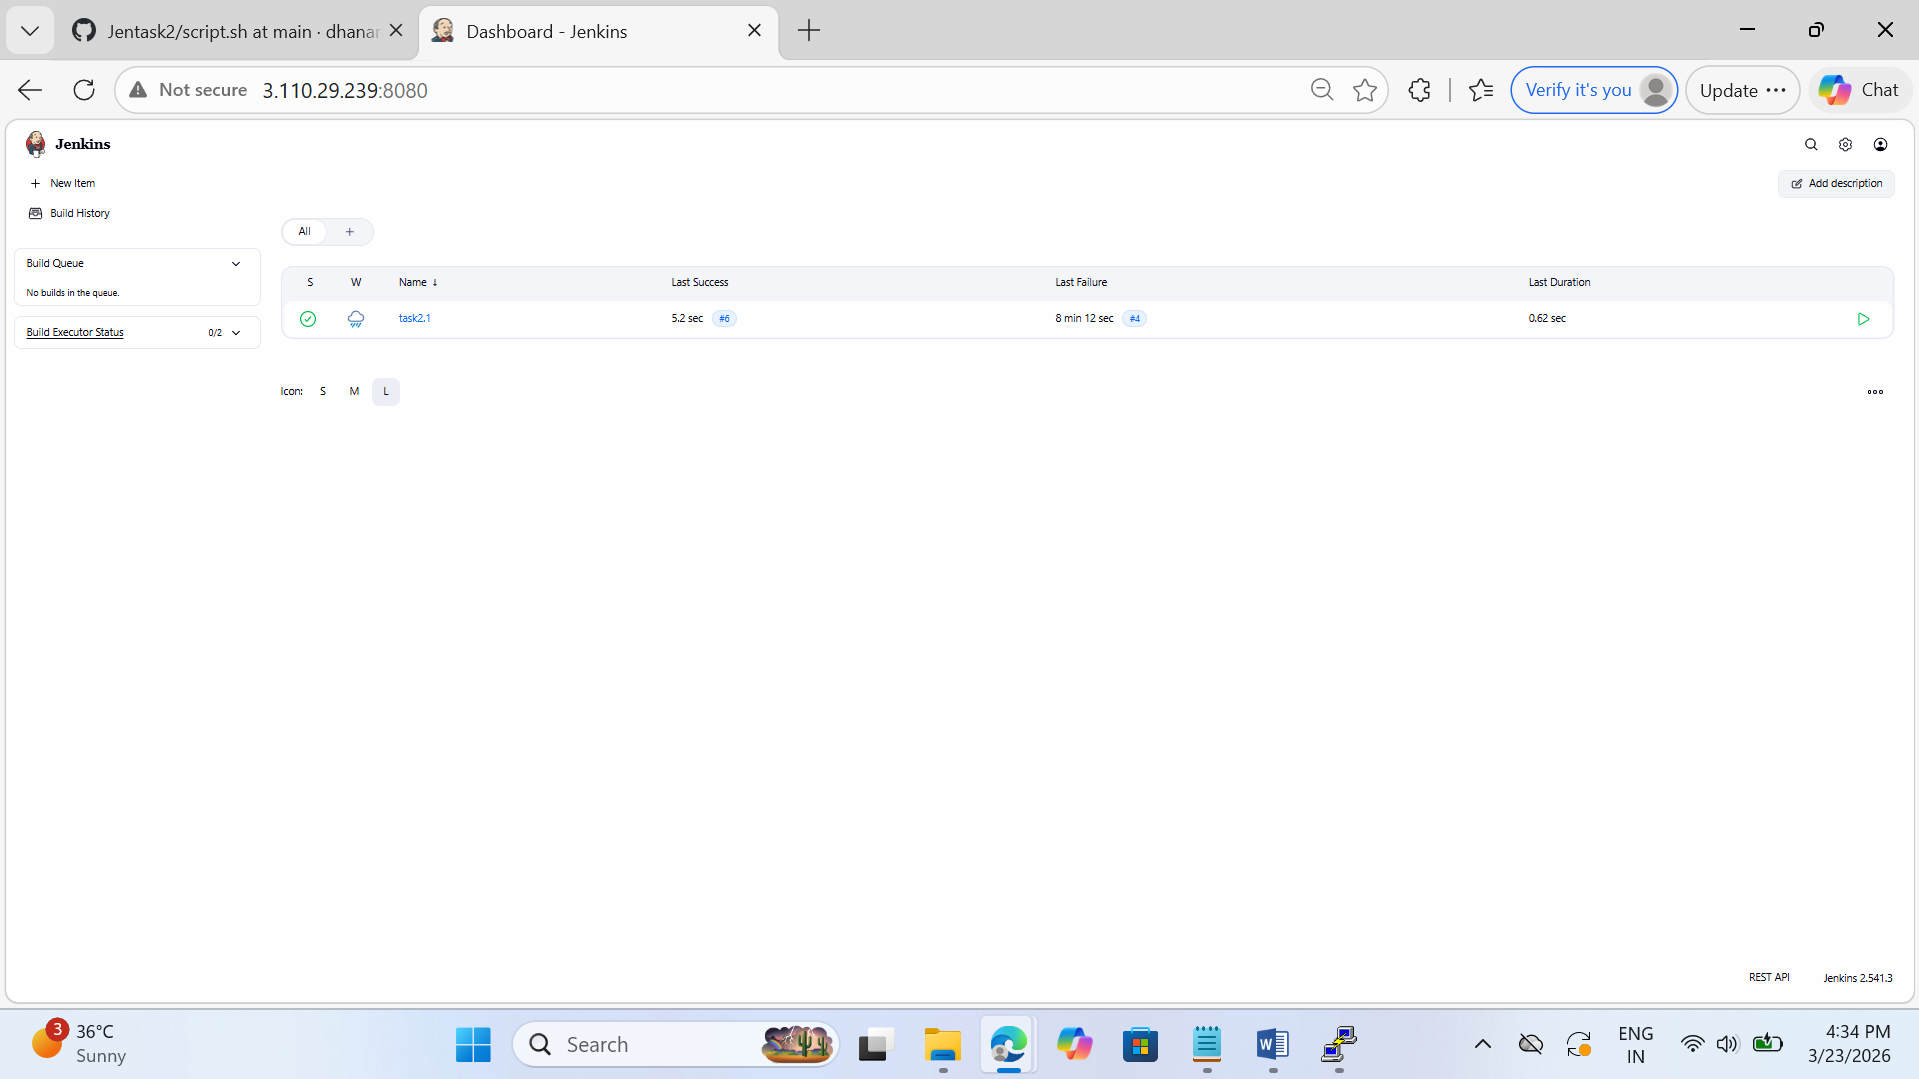 Jentask2/script.sh at main · dhanar
Dashboard - Jenkins
Not secure 3.110.29.239:8080
Verify it's you
Update
Chat
Jenkins
New Item
Add description
Build History
All +
Build Queue
No builds in the queue.
S W Name ↓ Last Success Last Failure Last Duration
task2.1 5.2 sec #6 8 min 12 sec #4 0.62 sec
Build Executor Status 0/2
Icon: S M L
REST API Jenkins 2.541.3
3
36°C
Sunny
Search
ENG
IN
4:34 PM
3/23/2026